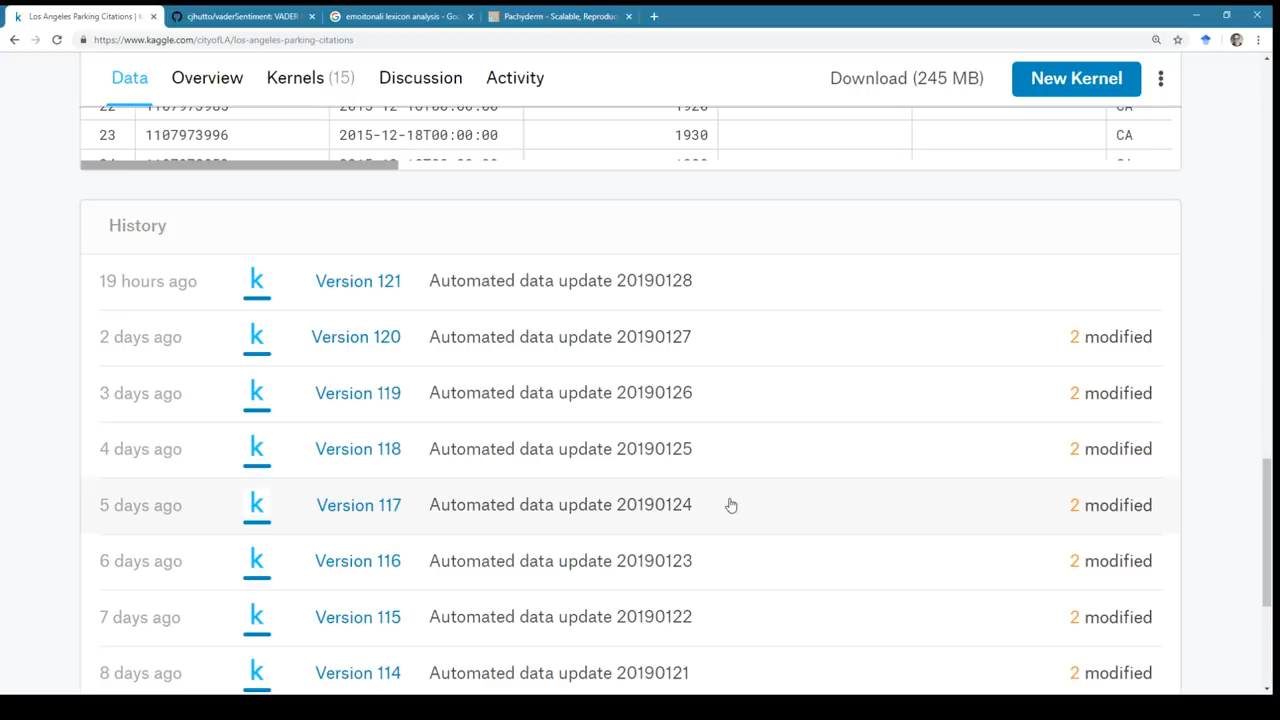 Los Angeles Parking Citations |
cjhutto/vaderSentiment: VADER
emoitonali lexicon analysis - Go
Pachyderm - Scalable, Reproduc
https://www.kaggle.com/cityofLA/los-angeles-parking-citations
Data Overview Kernels (15) Discussion Activity Download (245 MB) New Kernel
23 1107973996 2015-12-18T00:00:00 1930 CA
History
19 hours ago k Version 121 Automated data update 20190128
2 days ago k Version 120 Automated data update 20190127 2 modified
3 days ago k Version 119 Automated data update 20190126 2 modified
4 days ago k Version 118 Automated data update 20190125 2 modified
5 days ago k Version 117 Automated data update 20190124 2 modified
6 days ago k Version 116 Automated data update 20190123 2 modified
7 days ago k Version 115 Automated data update 20190122 2 modified
8 days ago k Version 114 Automated data update 20190121 2 modified